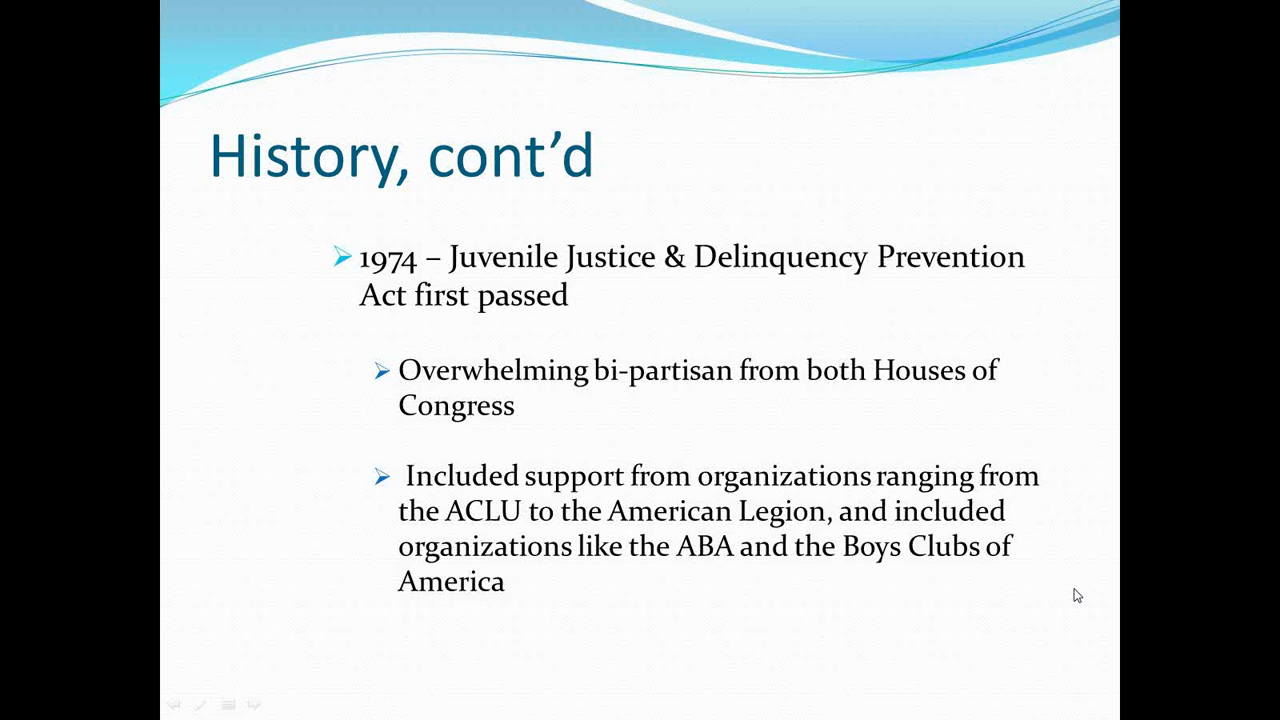 History, cont’d
1974 – Juvenile Justice & Delinquency Prevention
Act first passed
Overwhelming bi-partisan from both Houses of
Congress
Included support from organizations ranging from
the ACLU to the American Legion, and included
organizations like the ABA and the Boys Clubs of
America